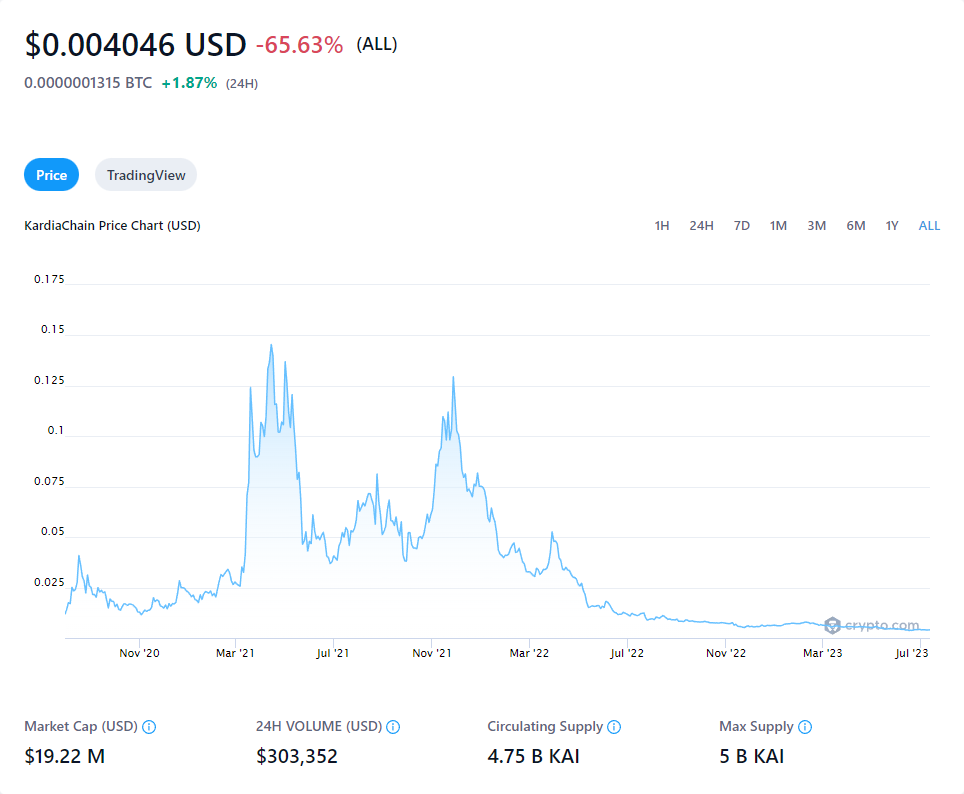 $0.004046 USD -65.63% (ALL)
0.0000001315 BTC +1.87% (24H)
Price TradingView
KardiaChain Price Chart (USD) 1H 24H 7D 1M 3M 6M 1Y ALL
0.175
0.15
0.125
0.1
0.075
0.05
0.025
crypto.com
Nov '20 Mar '21 Jul '21 Nov '21 Mar '22 Jul '22 Nov '22 Mar '23 Jul '23
Market Cap (USD) 24H VOLUME (USD) Circulating Supply Max Supply
$19.22 M $303,352 4.75 B KAI 5 B KAI